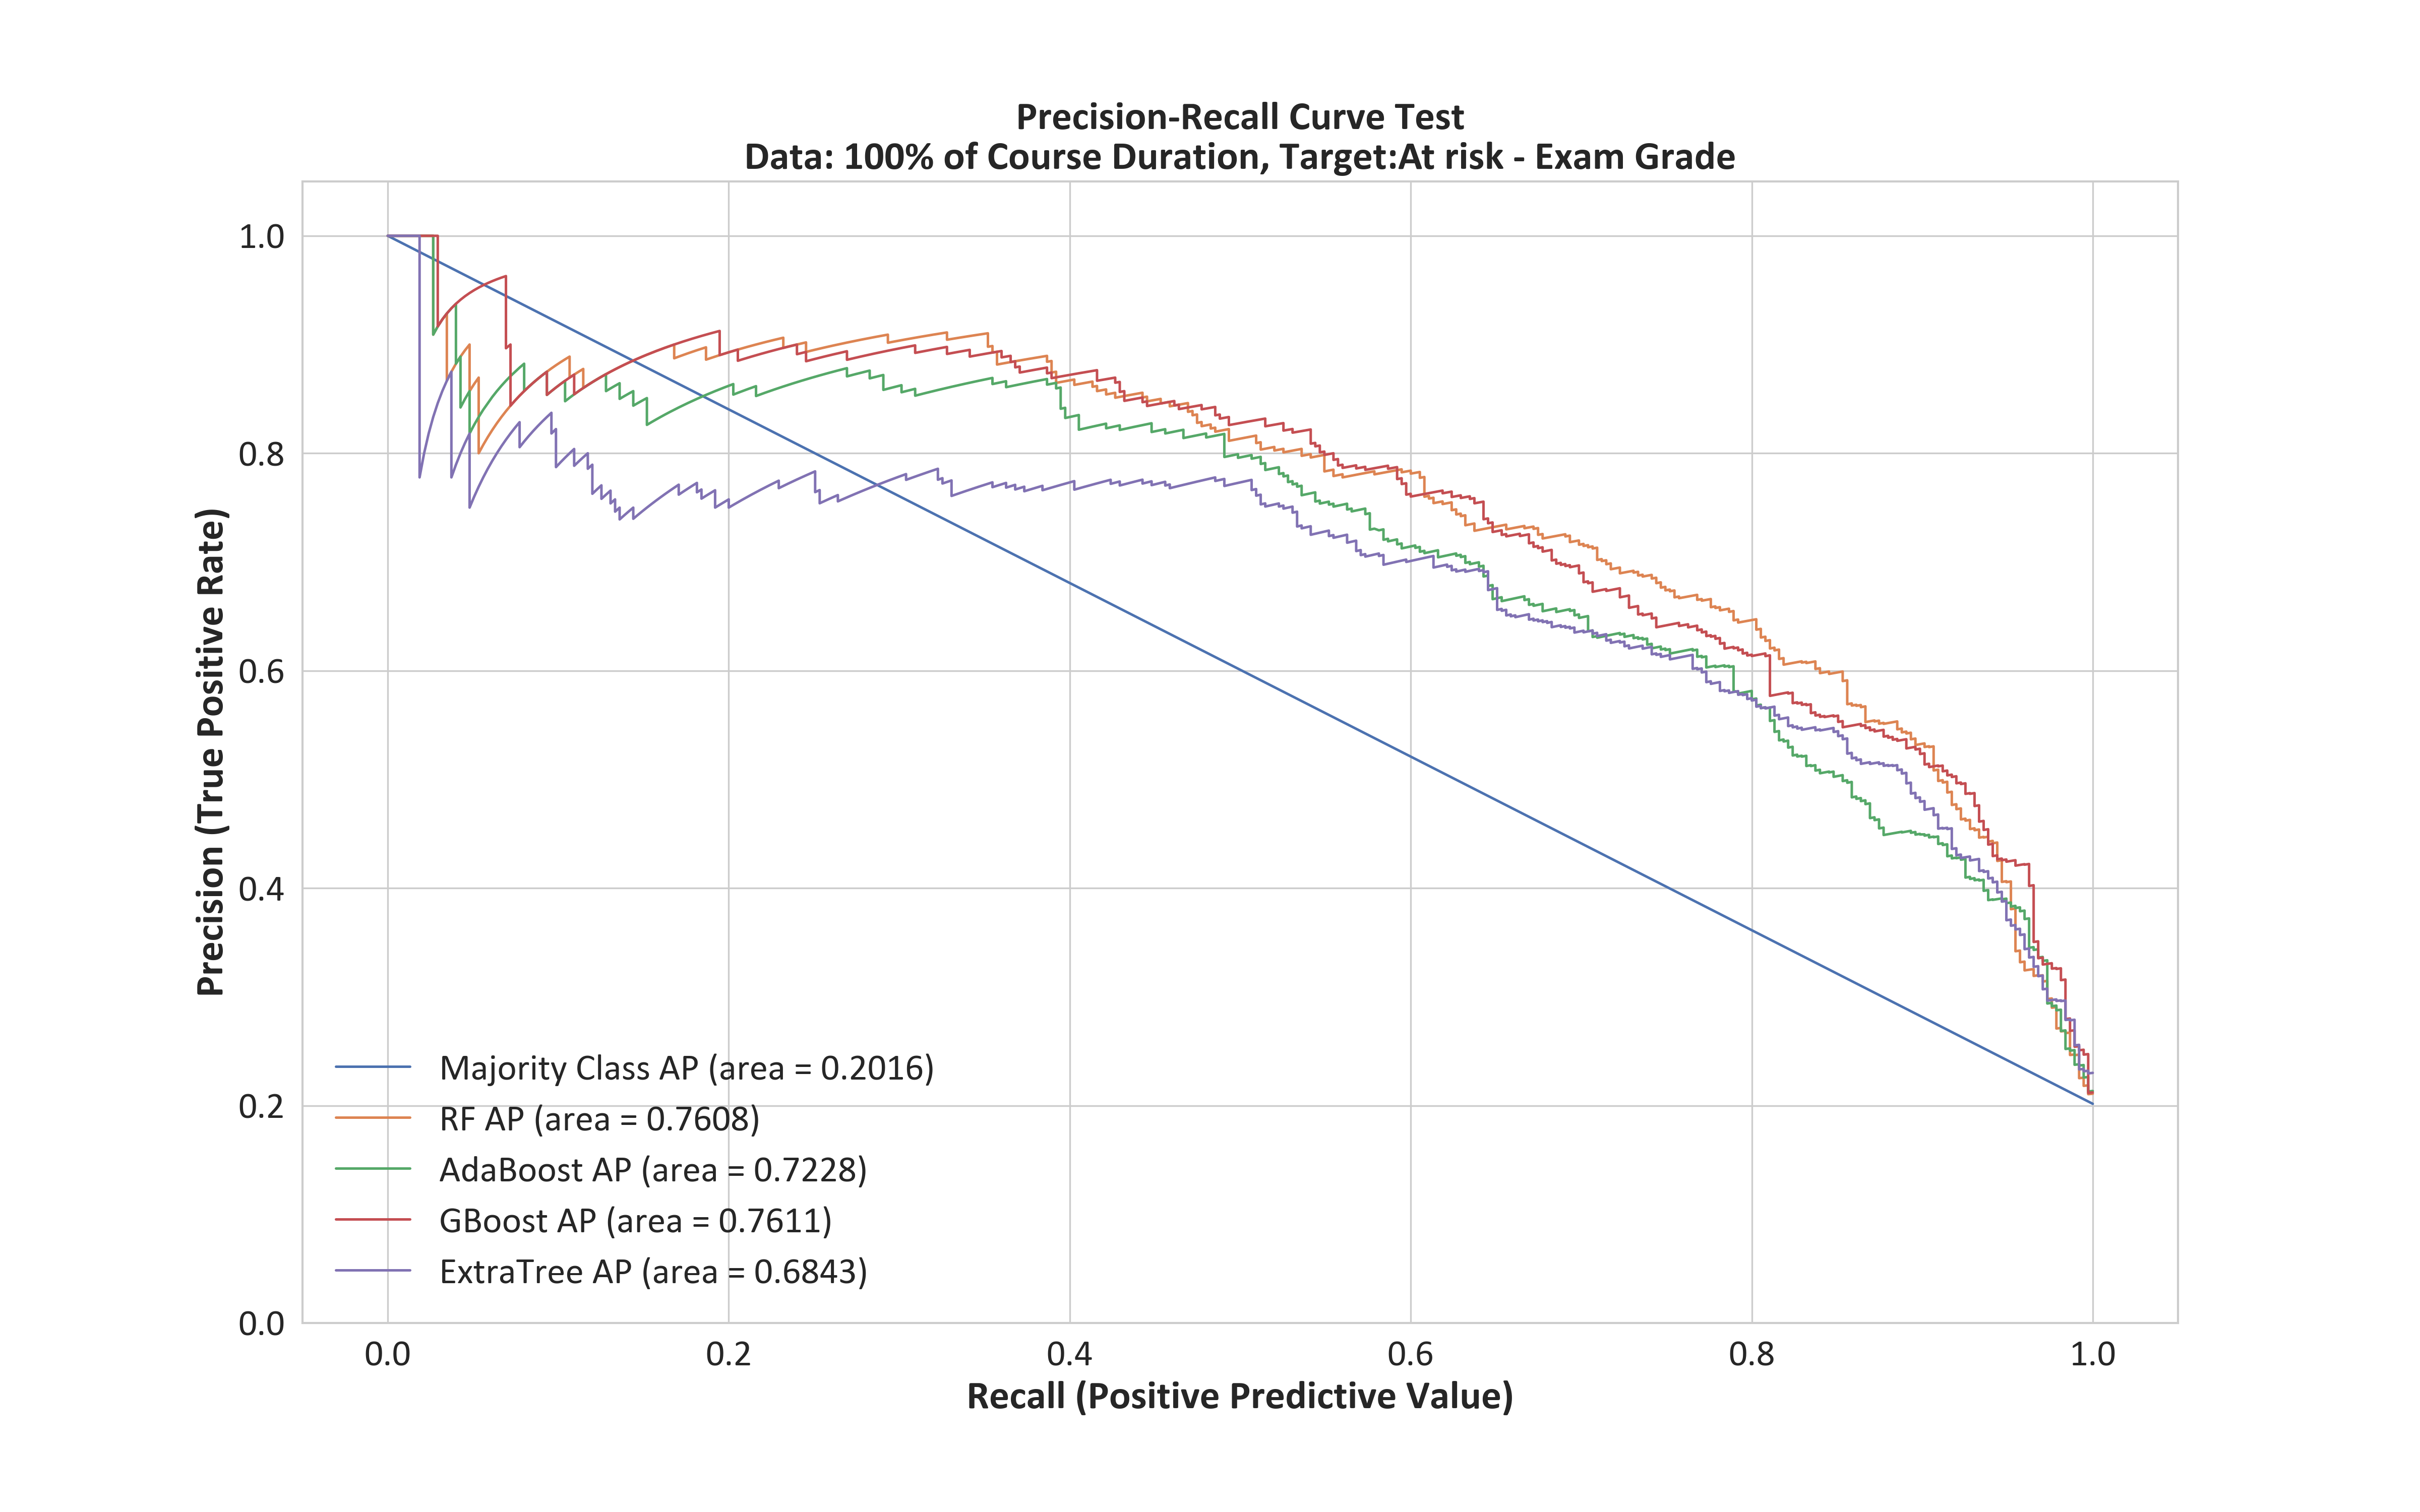 Precision-Recall Curve Test
Data: 100% of Course Duration, Target:At risk - Exam Grade
Precision (True Positive Rate)
1.0
0.8
0.6
0.4
0.2
0.0
Majority Class AP (area = 0.2016)
RF AP (area = 0.7608)
AdaBoost AP (area = 0.7228)
GBoost AP (area = 0.7611)
ExtraTree AP (area = 0.6843)
0.0 0.2 0.4 0.6 0.8 1.0
Recall (Positive Predictive Value)